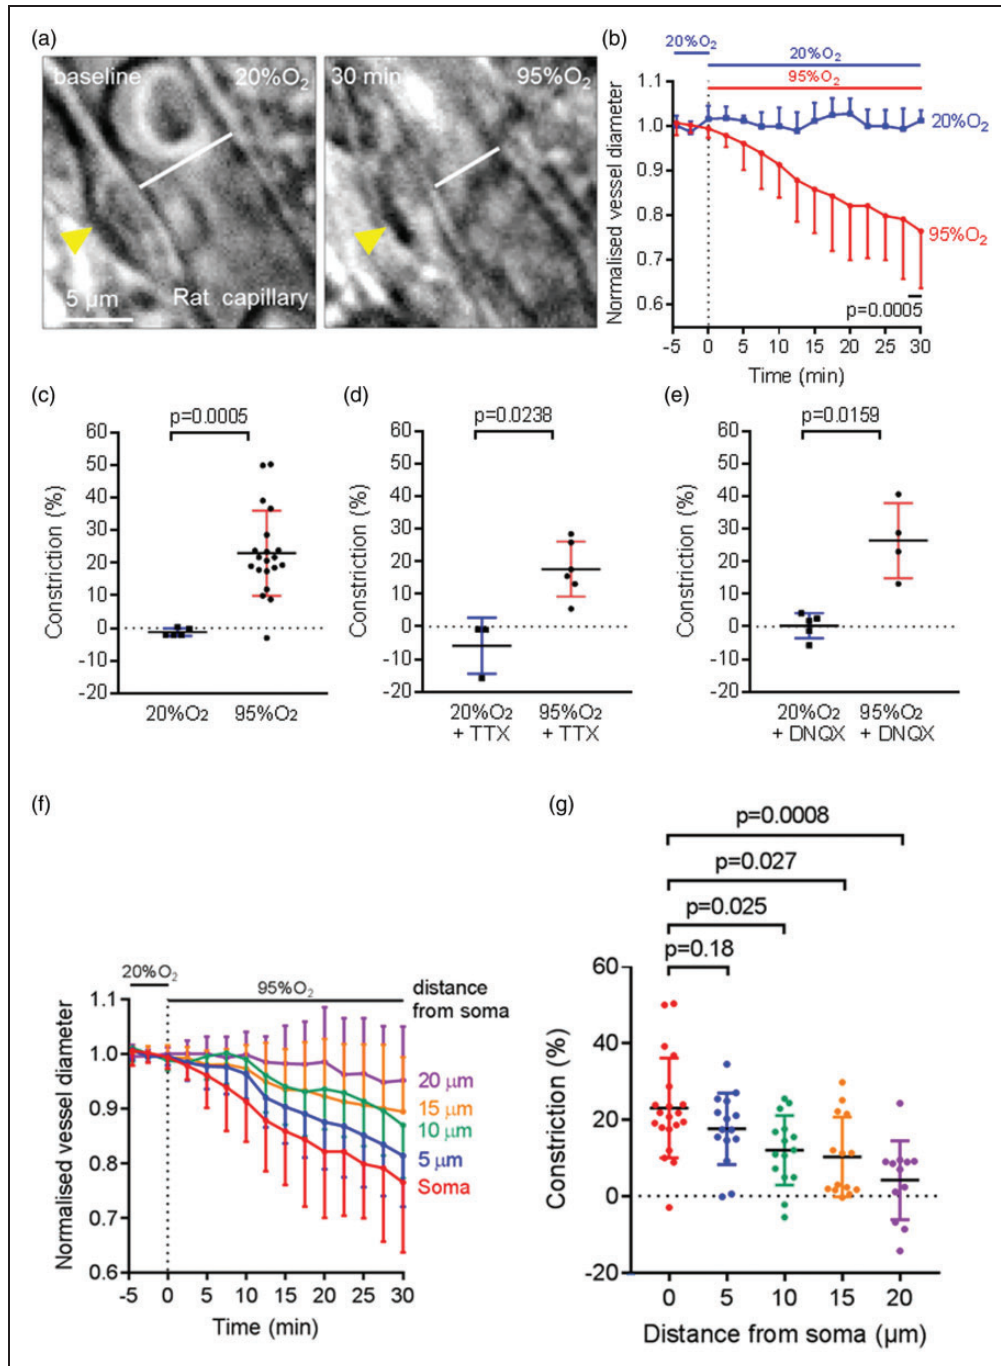 (a)
baseline 20%O₂
5 µm
Rat capillary
30 min 95%O₂
(b)
20%O₂
20%O₂
95%O₂
Normalised vessel diameter
1.1
1.0
0.9
0.8
0.7
0.6
20%O₂
95%O₂
p=0.0005
-5 0 5 10 15 20 25 30
Time (min)
(c)
p=0.0005
Constriction (%)
60
50
40
30
20
10
0
-10
-20
20%O₂ 95%O₂
(d)
p=0.0238
Constriction (%)
60
50
40
30
20
10
0
-10
-20
20%O₂ 95%O₂
+ TTX + TTX
(e)
p=0.0159
Constriction (%)
60
50
40
30
20
10
0
-10
-20
20%O₂ 95%O₂
+ DNQX + DNQX
(f)
20%O₂
95%O₂
distance
from soma
Normalised vessel diameter
1.1
1.0
0.9
0.8
0.7
0.6
20 µm
15 µm
10 µm
5 µm
Soma
-5 0 5 10 15 20 25 30
Time (min)
(g)
p=0.0008
p=0.027
p=0.025
p=0.18
Constriction (%)
60
40
20
0
-20
0 5 10 15 20
Distance from soma (µm)